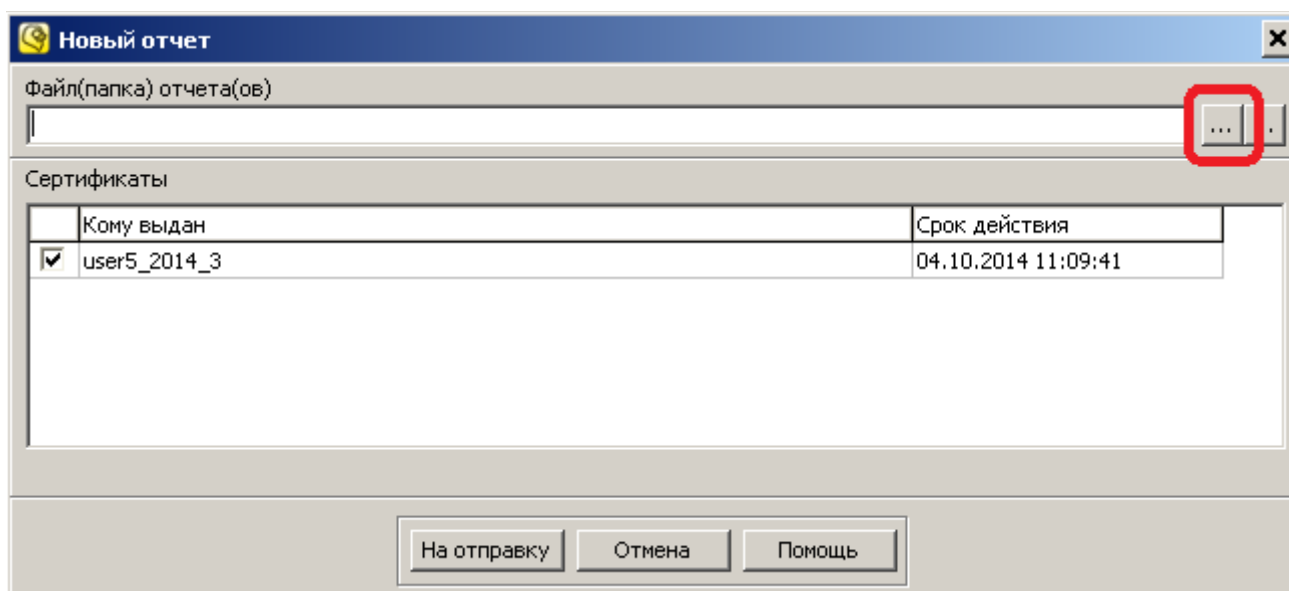 Новый отчет
Файл(папка) отчета(ов)
... .
Сертификаты
Кому выдан Срок действия
user5_2014_3 04.10.2014 11:09:41
На отправку Отмена Помощь